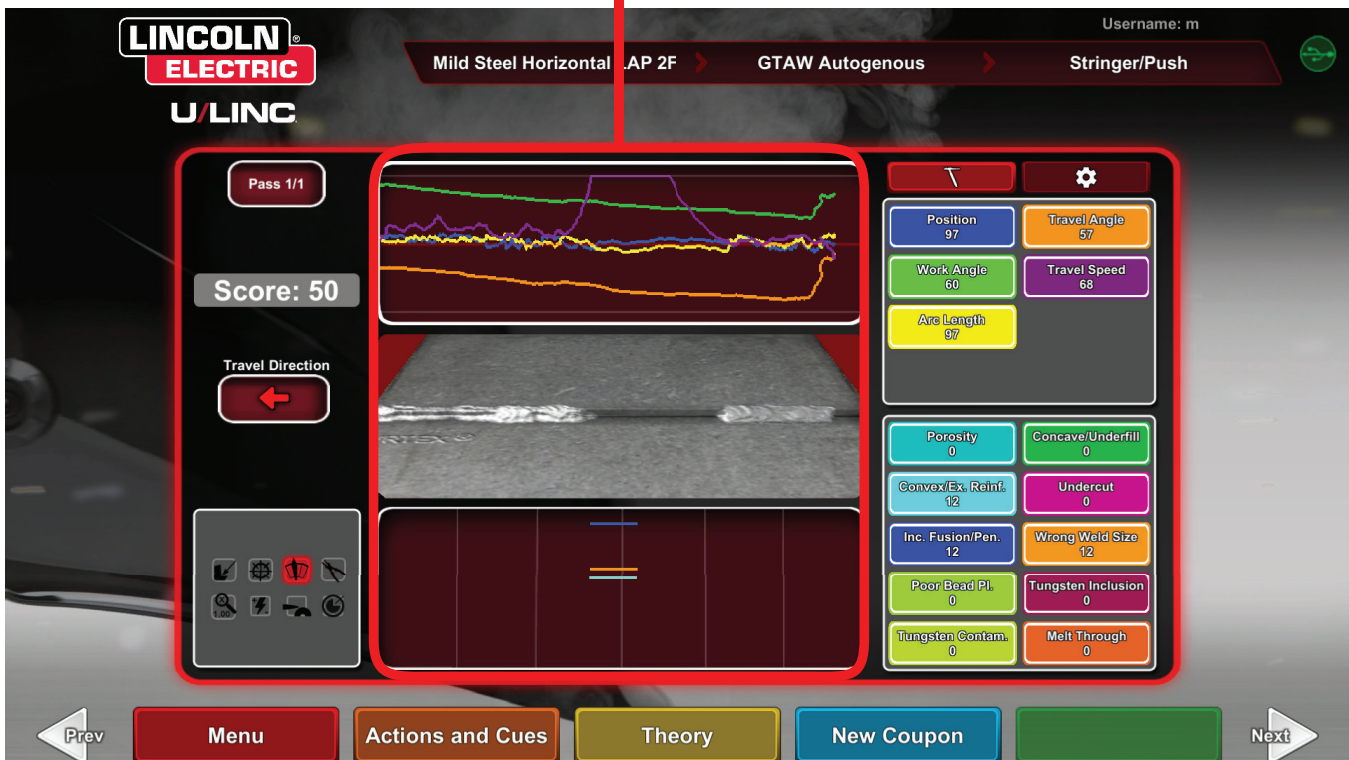 Username: m
LINCOLN ®
ELECTRIC
U/LINC
Mild Steel Horizontal LAP 2F
GTAW Autogenous
Stringer/Push
Pass 1/1
Score: 50
Travel Direction
1.00
Position
97
Travel Angle
57
Work Angle
60
Travel Speed
68
Arc Length
97
Porosity
0
Concave/Underfill
0
Convex/Ex. Reinf.
12
Undercut
0
Inc. Fusion/Pen.
12
Wrong Weld Size
12
Poor Bead Pl.
0
Tungsten Inclusion
0
Tungsten Contam.
0
Melt Through
0
Prev
Menu
Actions and Cues
Theory
New Coupon
Next